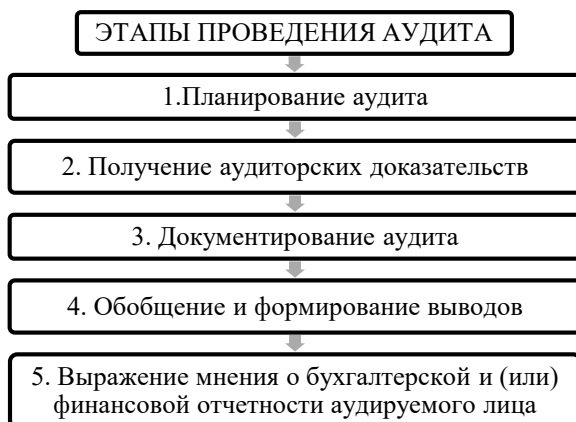 ЭТАПЫ ПРОВЕДЕНИЯ АУДИТА
1.Планирование аудита
2. Получение аудиторских доказательств
3. Документирование аудита
4. Обобщение и формирование выводов
5. Выражение мнения о бухгалтерской и (или)
финансовой отчетности аудируемого лица